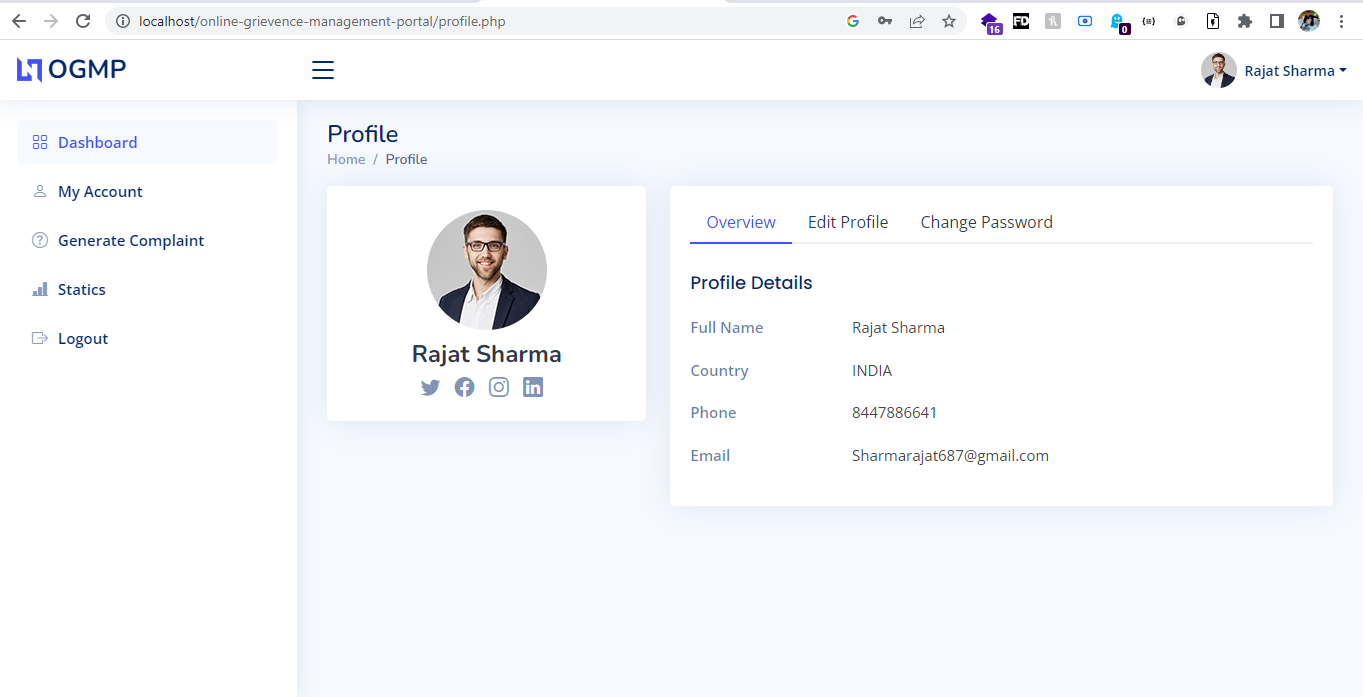 localhost/online-grievence-management-portal/profile.php
16
FD
0
OGMP
Rajat Sharma
Dashboard
My Account
Generate Complaint
Statics
Logout
Profile
Home / Profile
Rajat Sharma
Overview Edit Profile Change Password
Profile Details
Full Name Rajat Sharma
Country INDIA
Phone 8447886641
Email Sharmarajat687@gmail.com